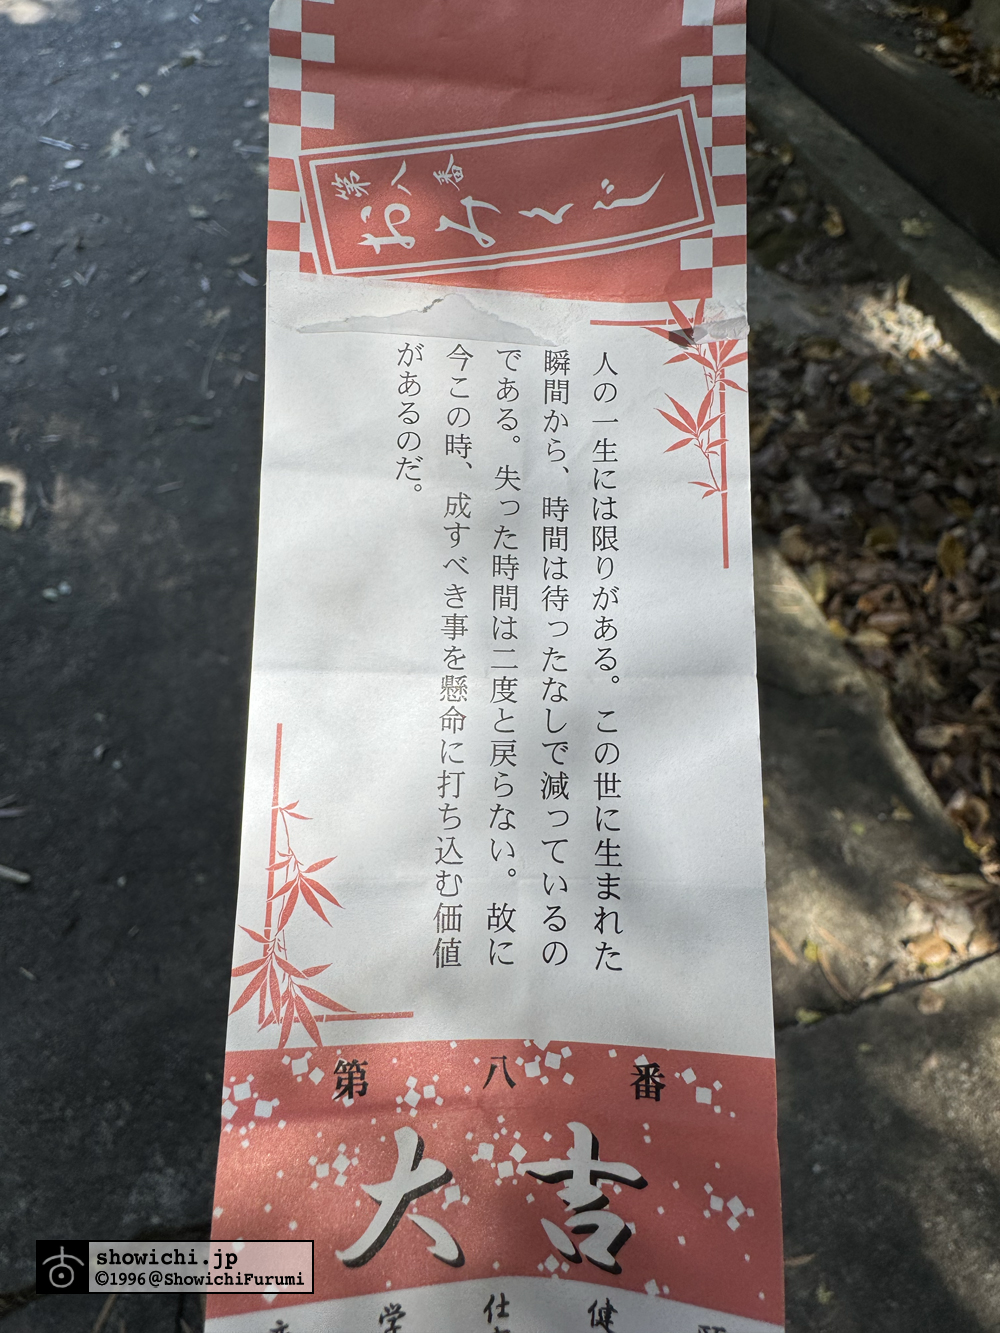 第八番
おみくじ
人の一生には限りがある。この世に生まれた
瞬間から、時間は待ったなしで減っているの
である。失った時間は二度と戻らない。故に
今この時、成すべき事を懸命に打ち込む価値
があるのだ。
第八番
大吉
学 仕 健
showichi.jp
©1996@ShowichiFurumi